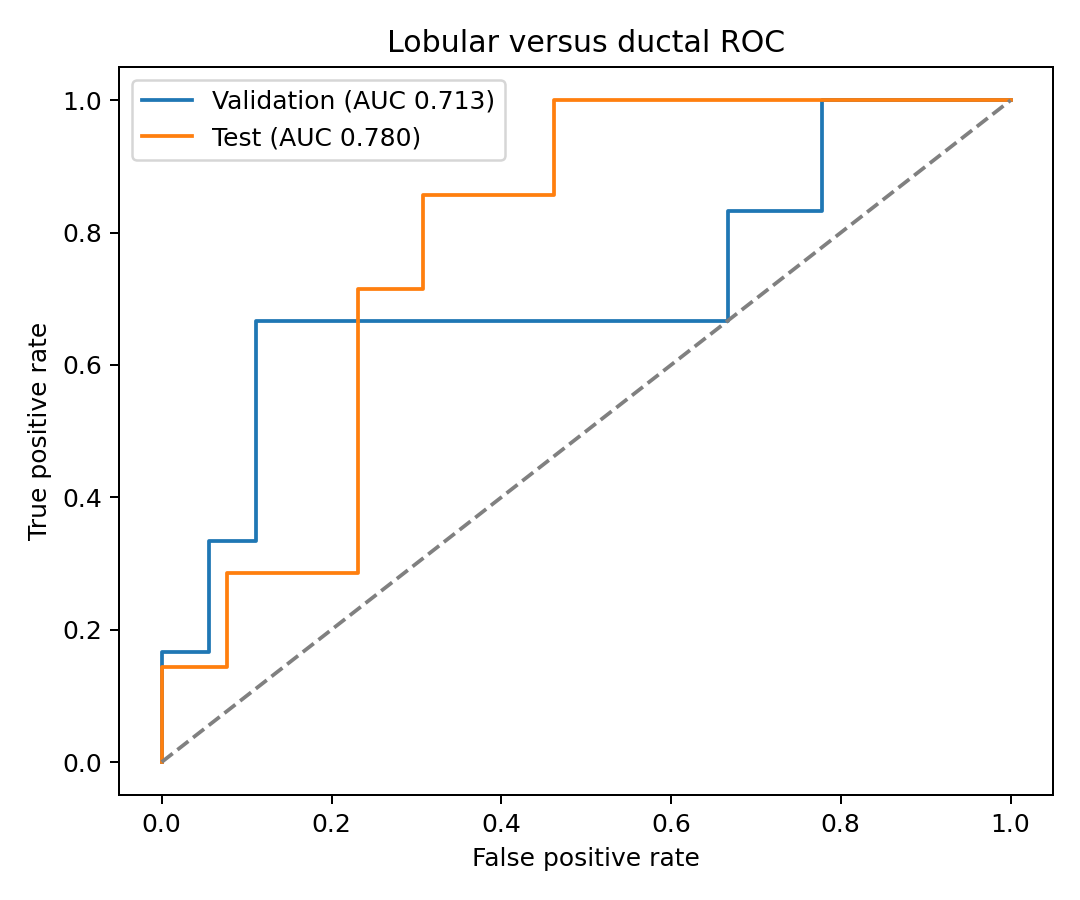 Lobular versus ductal ROC
Validation (AUC 0.713)
Test (AUC 0.780)
True positive rate
1.0
0.8
0.6
0.4
0.2
0.0
0.0 0.2 0.4 0.6 0.8 1.0
False positive rate